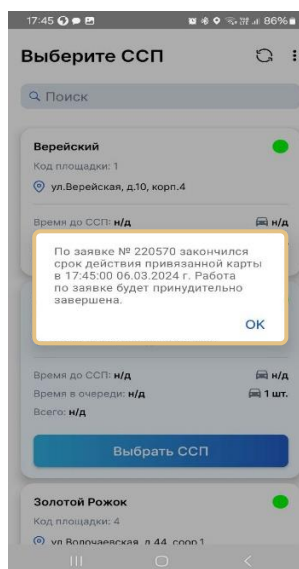 17:45 86%
Выберите ССП
Поиск
Верейский
Код площадки: 1
ул.Верейская, д.10, корп.4
Время до ССП: н/д н/д
По заявке № 220570 закончился
срок действия привязанной карты
в 17:45:00 06.03.2024 г. Работа
по заявке будет принудительно
завершена.
OK
Время до ССП: н/д н/д
Время в очереди: н/д 1 шт.
Всего: н/д
Выбрать ССП
Золотой Рожок
Код площадки: 4
ул Волочаевская д 44 соор 1